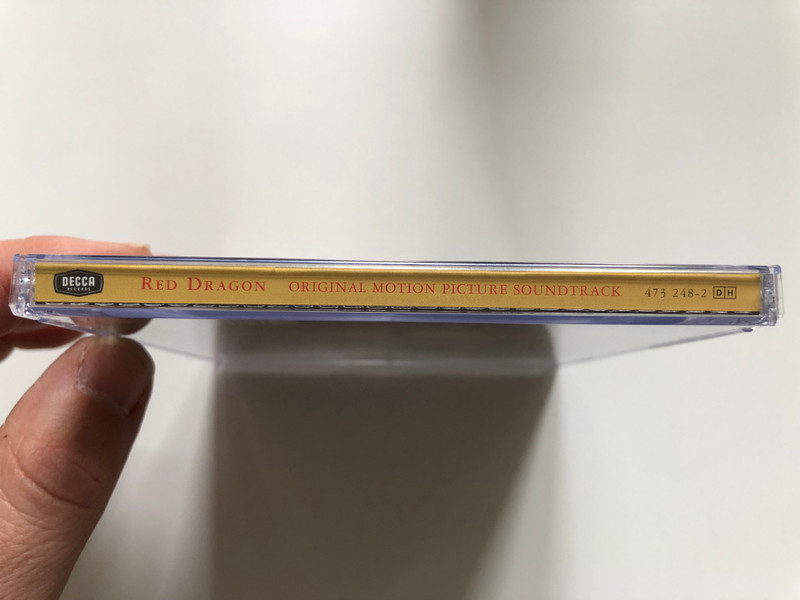 DECCA
RECORDS
RED DRAGON ORIGINAL MOTION PICTURE SOUNDTRACK 473 248-2 DH